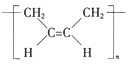 CH₂ CH₂
C=C
H H
n